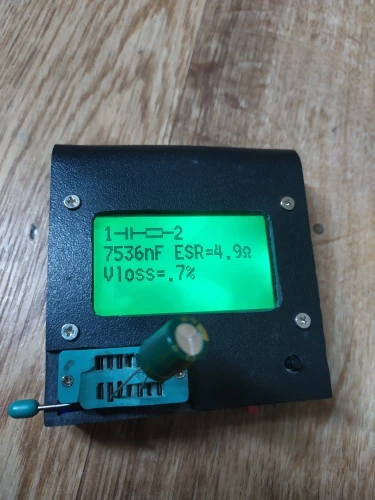 1 2
7536nF ESR=4.9Ω
Vloss=.7%